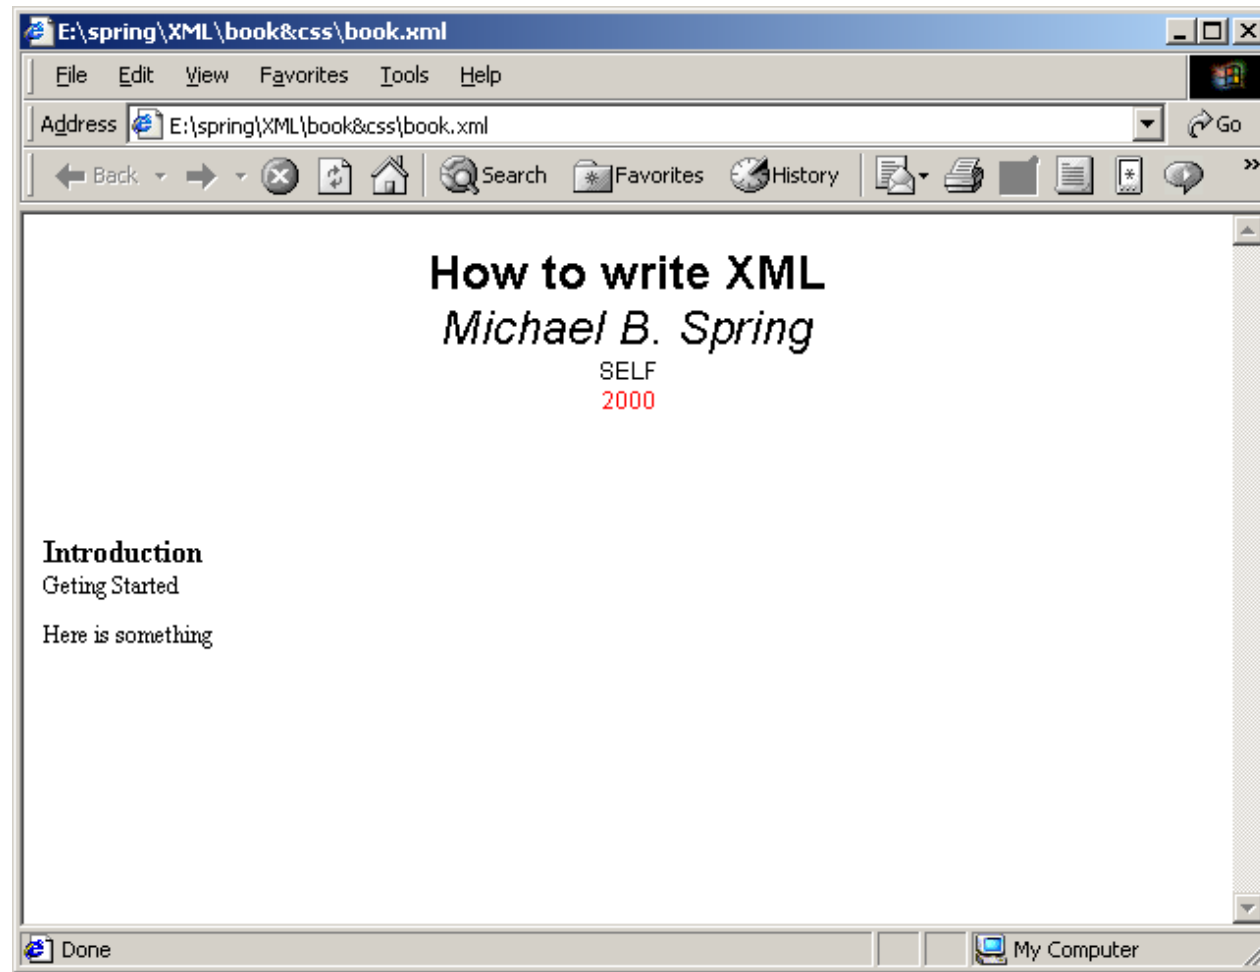 E:\spring\XML\book&css\book.xml
File Edit View Favorites Tools Help
Address E:\spring\XML\book&css\book.xml Go
Back Search Favorites History »
How to write XML
Michael B. Spring
SELF
2000
Introduction
Geting Started
Here is something
Done My Computer